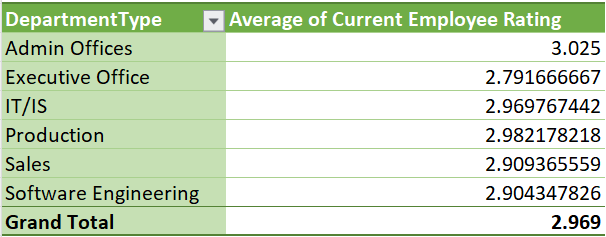 DepartmentType Average of Current Employee Rating
Admin Offices 3.025
Executive Office 2.791666667
IT/IS 2.969767442
Production 2.982178218
Sales 2.909365559
Software Engineering 2.904347826
Grand Total 2.969